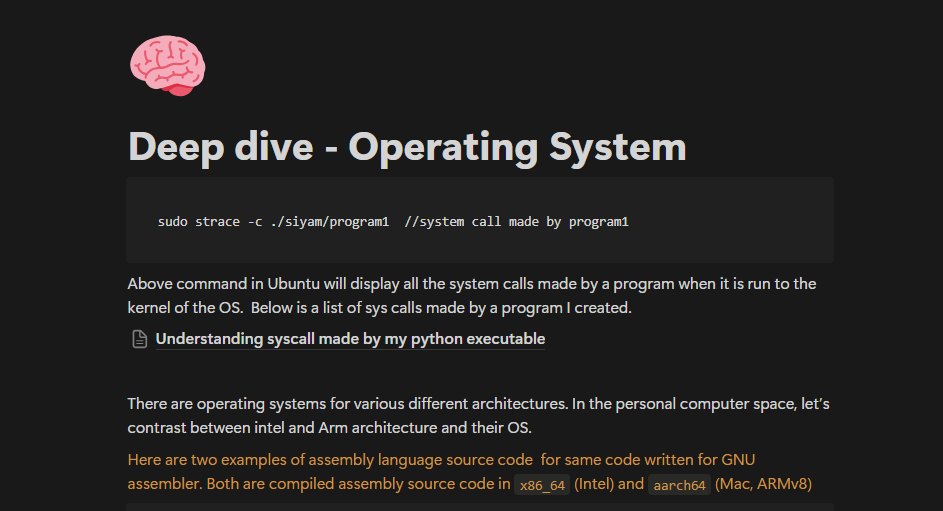 Deep dive - Operating System
sudo strace -c ./siyam/program1  //system call made by program1
Above command in Ubuntu will display all the system calls made by a program when it is run to the
kernel of the OS.  Below is a list of sys calls made by a program I created.
Understanding syscall made by my python executable
There are operating systems for various different architectures. In the personal computer space, let’s
contrast between intel and Arm architecture and their OS.
Here are two examples of assembly language source code  for same code written for GNU
assembler. Both are compiled assembly source code in x86_64 (Intel) and aarch64 (Mac, ARMv8)